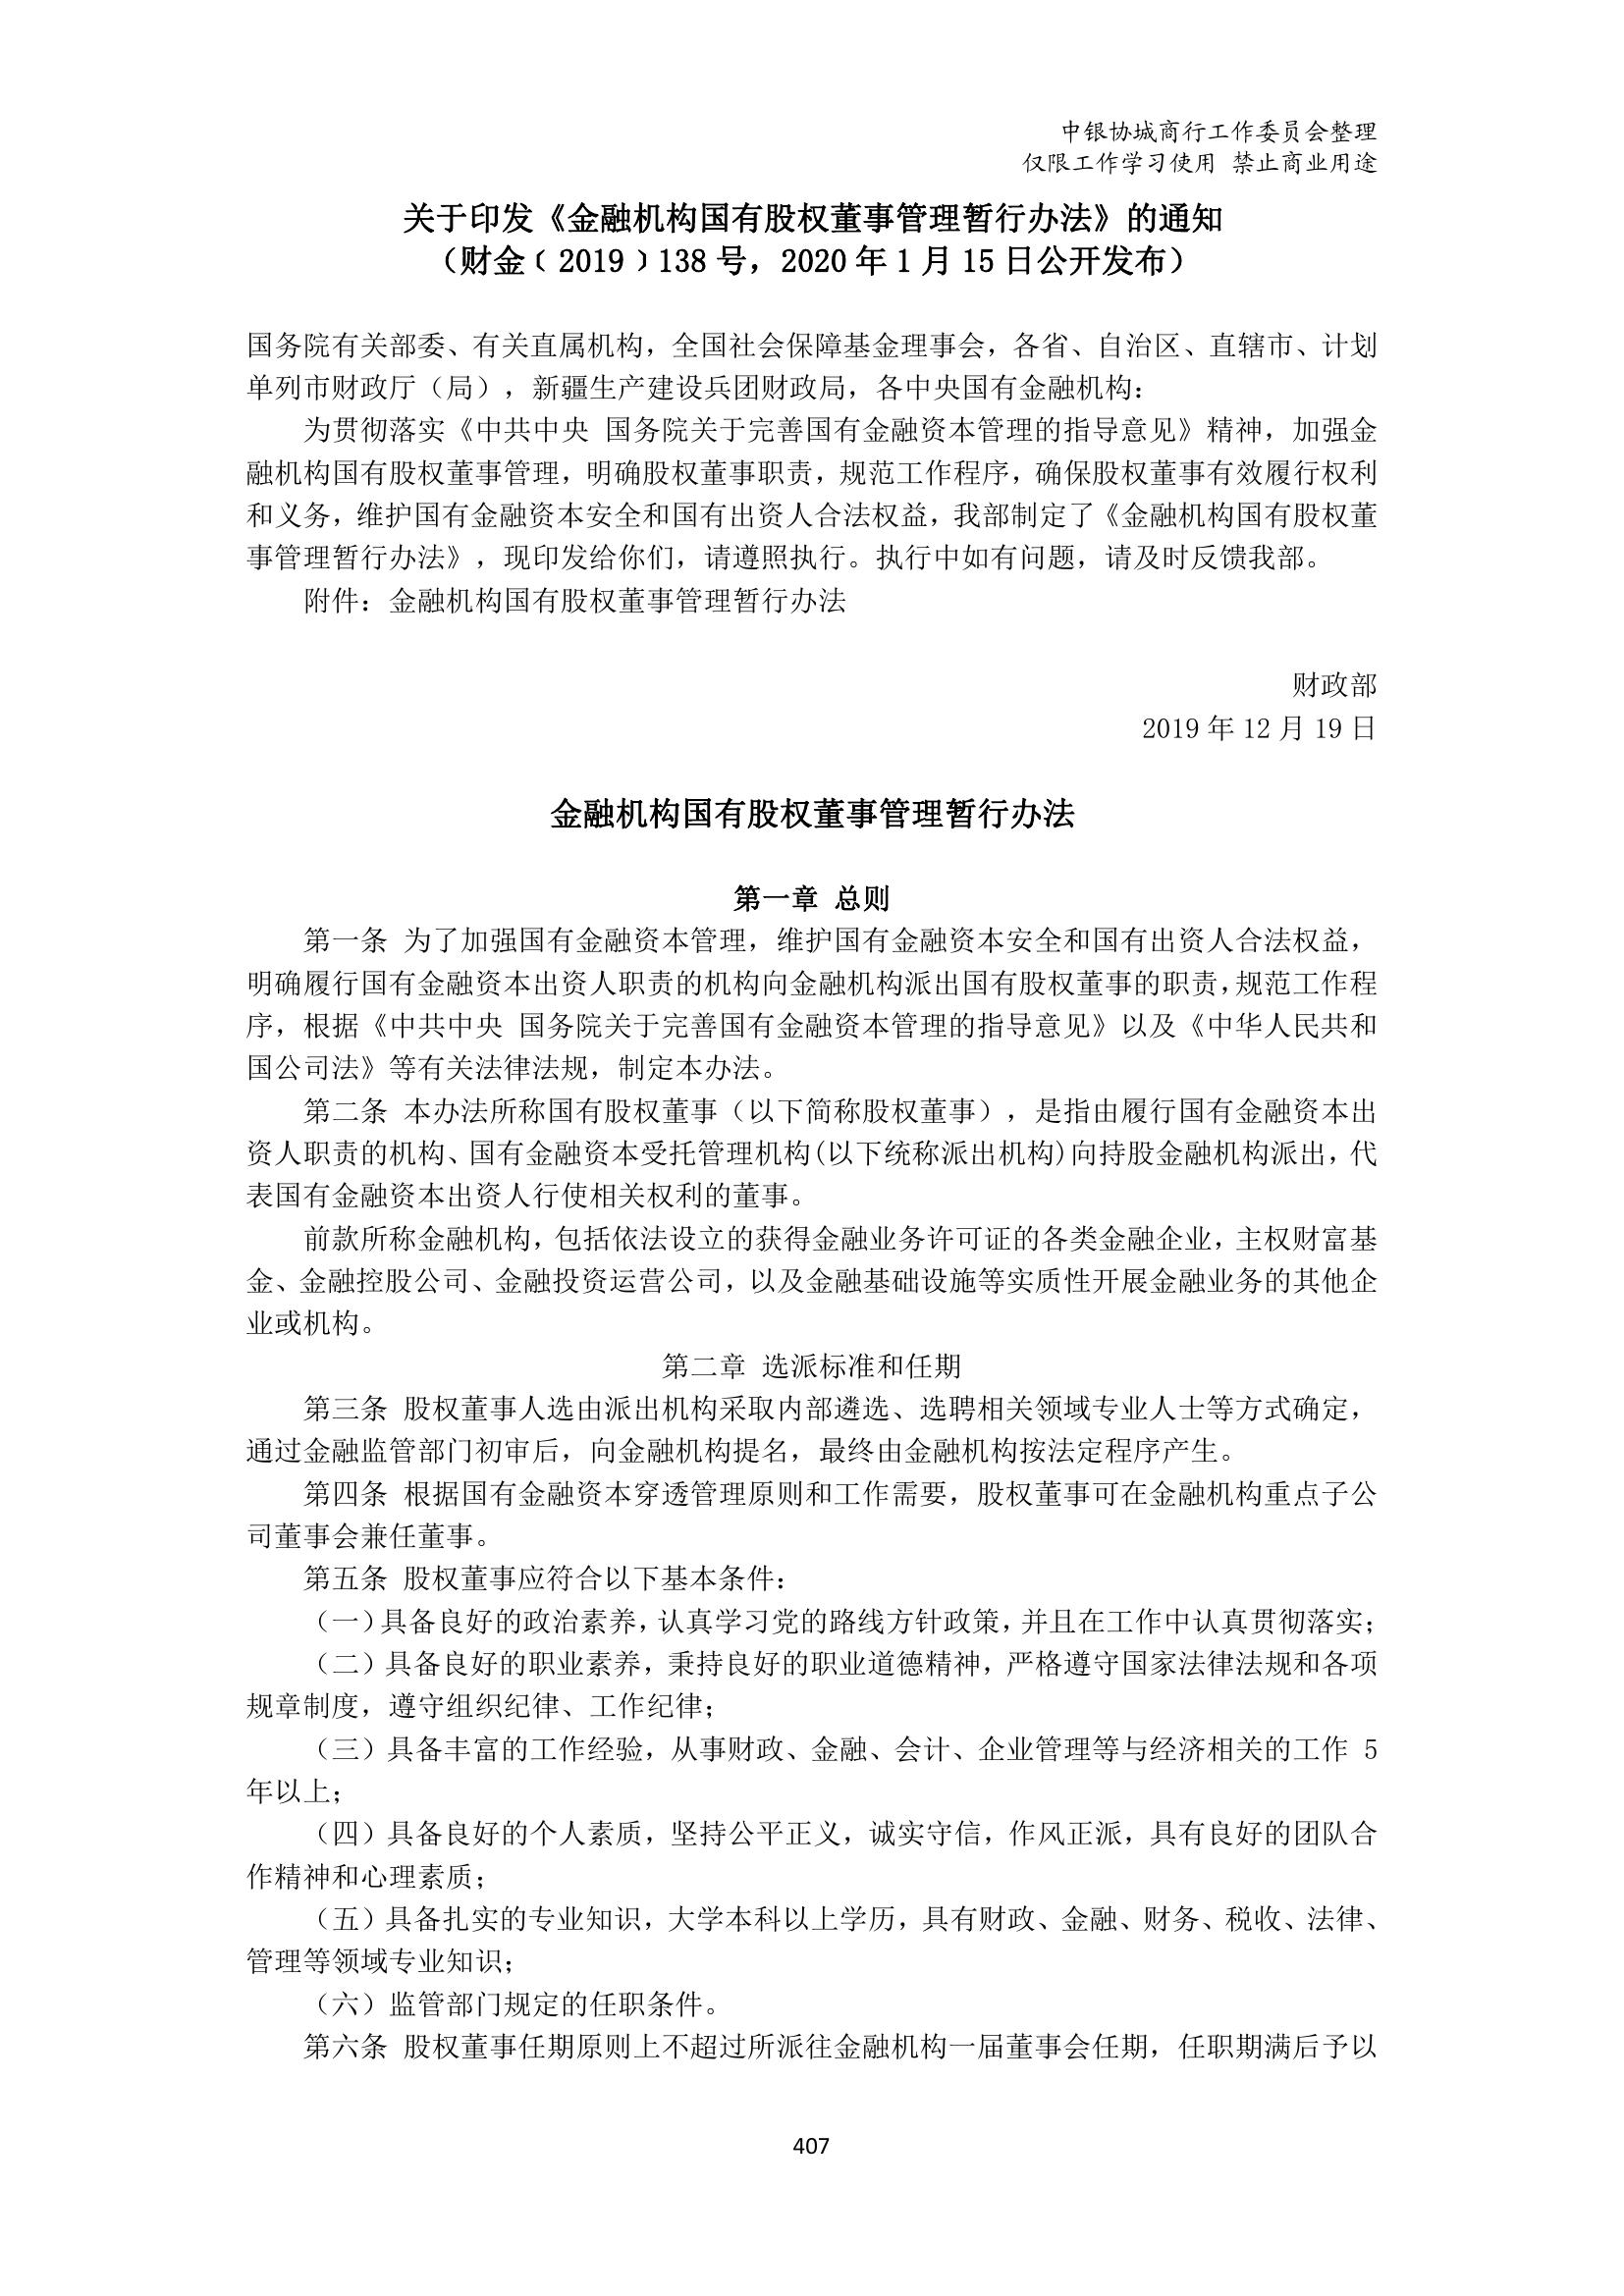 中银协城商行工作委员会整理
仅限工作学习使用 禁止商业用途
关于印发《金融机构国有股权董事管理暂行办法》的通知
（财金﹝2019﹞138 号，2020 年 1 月 15 日公开发布）
国务院有关部委、有关直属机构，全国社会保障基金理事会，各省、自治区、直辖市、计划
单列市财政厅（局），新疆生产建设兵团财政局，各中央国有金融机构：
为贯彻落实《中共中央 国务院关于完善国有金融资本管理的指导意见》精神，加强金
融机构国有股权董事管理，明确股权董事职责，规范工作程序，确保股权董事有效履行权利
和义务，维护国有金融资本安全和国有出资人合法权益，我部制定了《金融机构国有股权董
事管理暂行办法》，现印发给你们，请遵照执行。执行中如有问题，请及时反馈我部。
附件：金融机构国有股权董事管理暂行办法
财政部
2019 年 12 月 19 日
金融机构国有股权董事管理暂行办法
第一章 总则
第一条 为了加强国有金融资本管理，维护国有金融资本安全和国有出资人合法权益，
明确履行国有金融资本出资人职责的机构向金融机构派出国有股权董事的职责，规范工作程
序，根据《中共中央 国务院关于完善国有金融资本管理的指导意见》以及《中华人民共和
国公司法》等有关法律法规，制定本办法。
第二条 本办法所称国有股权董事（以下简称股权董事），是指由履行国有金融资本出
资人职责的机构、国有金融资本受托管理机构(以下统称派出机构)向持股金融机构派出，代
表国有金融资本出资人行使相关权利的董事。
前款所称金融机构，包括依法设立的获得金融业务许可证的各类金融企业，主权财富基
金、金融控股公司、金融投资运营公司，以及金融基础设施等实质性开展金融业务的其他企
业或机构。
第二章 选派标准和任期
第三条 股权董事人选由派出机构采取内部遴选、选聘相关领域专业人士等方式确定，
通过金融监管部门初审后，向金融机构提名，最终由金融机构按法定程序产生。
第四条 根据国有金融资本穿透管理原则和工作需要，股权董事可在金融机构重点子公
司董事会兼任董事。
第五条 股权董事应符合以下基本条件：
（一）具备良好的政治素养，认真学习党的路线方针政策，并且在工作中认真贯彻落实；
（二）具备良好的职业素养，秉持良好的职业道德精神，严格遵守国家法律法规和各项
规章制度，遵守组织纪律、工作纪律；
（三）具备丰富的工作经验，从事财政、金融、会计、企业管理等与经济相关的工作 5
年以上；
（四）具备良好的个人素质，坚持公平正义，诚实守信，作风正派，具有良好的团队合
作精神和心理素质；
（五）具备扎实的专业知识，大学本科以上学历，具有财政、金融、财务、税收、法律、
管理等领域专业知识；
（六）监管部门规定的任职条件。
第六条 股权董事任期原则上不超过所派往金融机构一届董事会任期，任职期满后予以
407